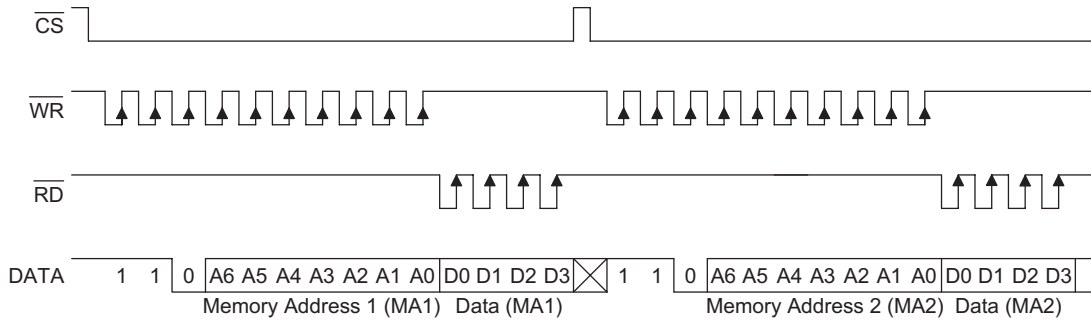 CS
WR
RD
DATA 1 1 0 A6 A5 A4 A3 A2 A1 A0 D0 D1 D2 D3 1 1 0 A6 A5 A4 A3 A2 A1 A0 D0 D1 D2 D3
Memory Address 1 (MA1) Data (MA1) Memory Address 2 (MA2) Data (MA2)